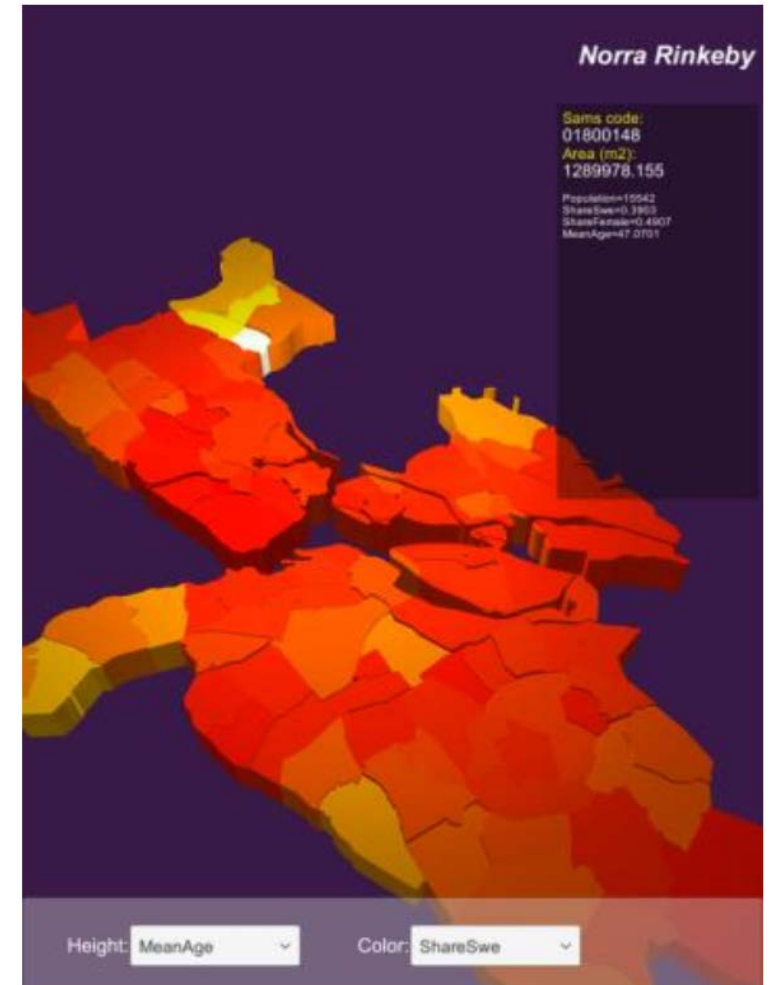 Norra Rinkeby
Sams code:
01800148
Area (m2):
1289978.155
Population=15542
ShareSwe=0.3903
ShareFemale=0.4907
MeanAge=47.0701
Height: MeanAge Color: ShareSwe